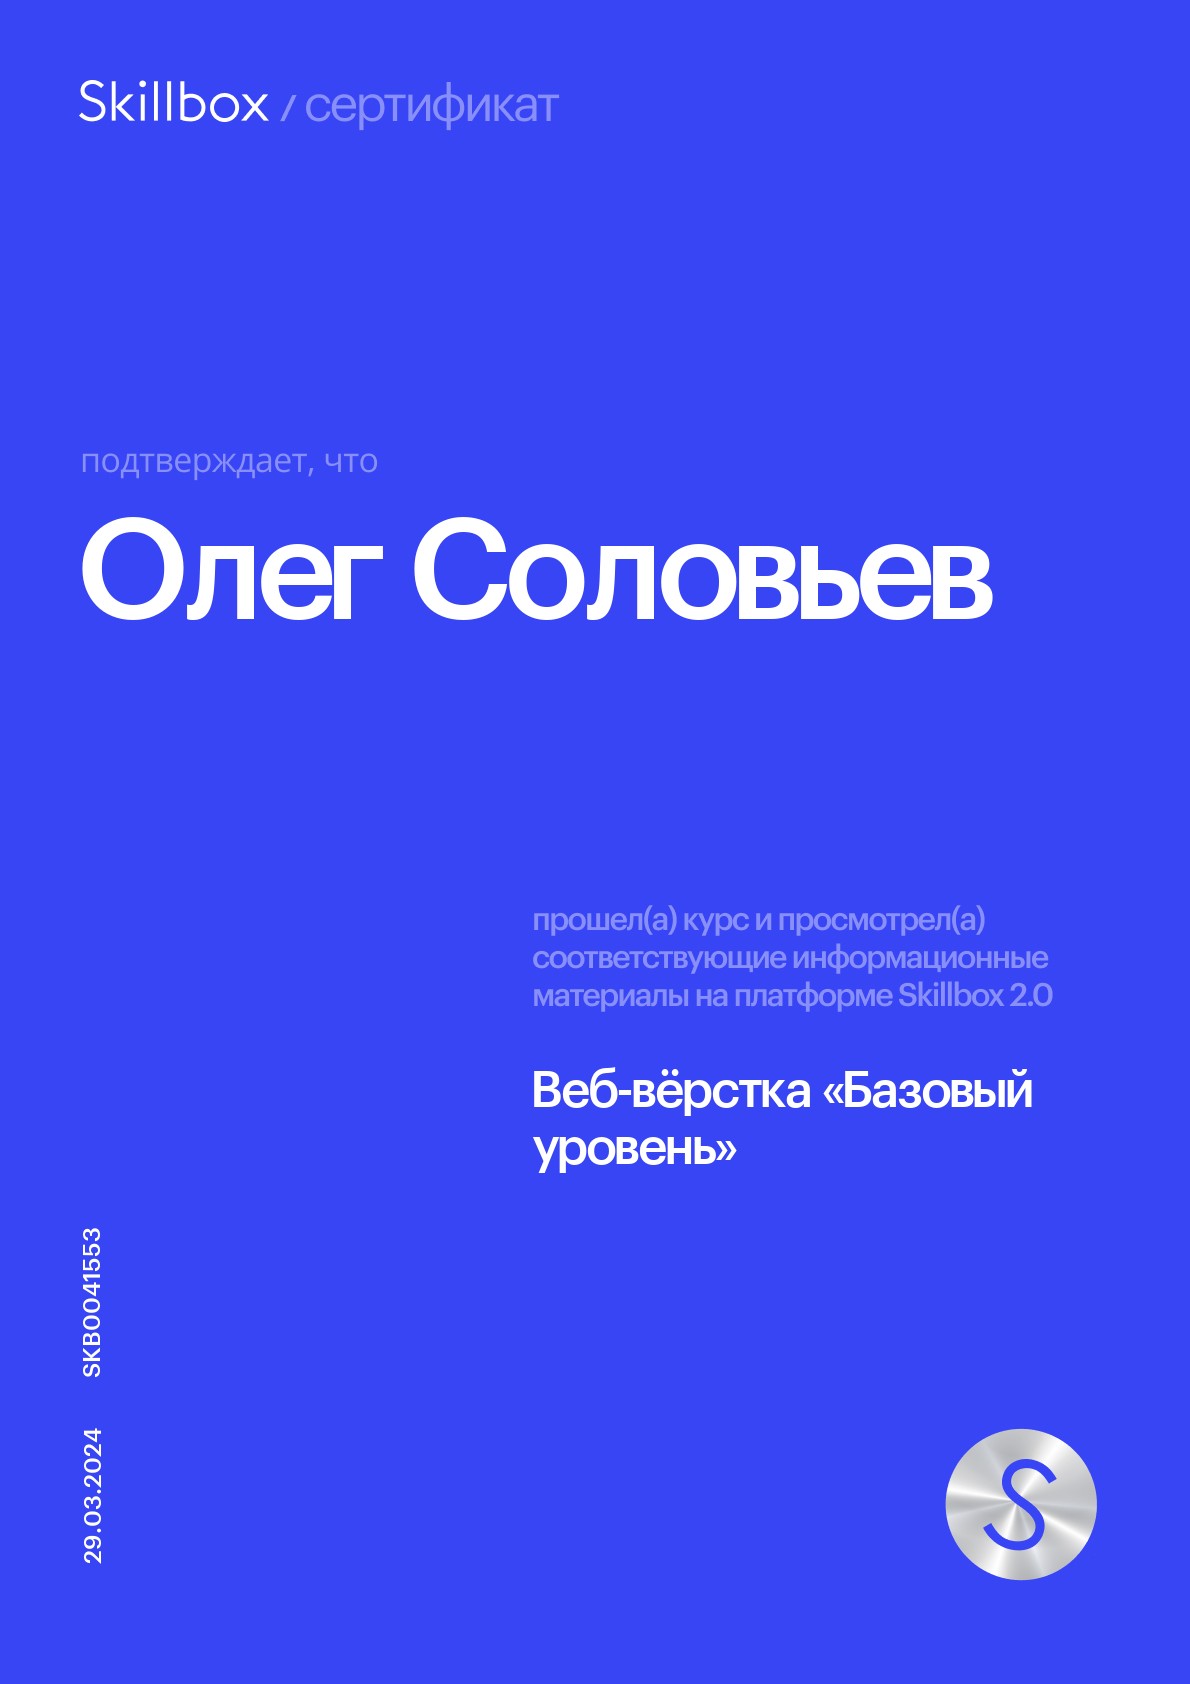 Skillbox / сертификат
подтверждает, что
Олег Соловьев
прошел(а) курс и просмотрел(а)
соответствующие информационные
материалы на платформе Skillbox 2.0
Веб-вёрстка «Базовый
уровень»
SKB0041553
29.03.2024
S